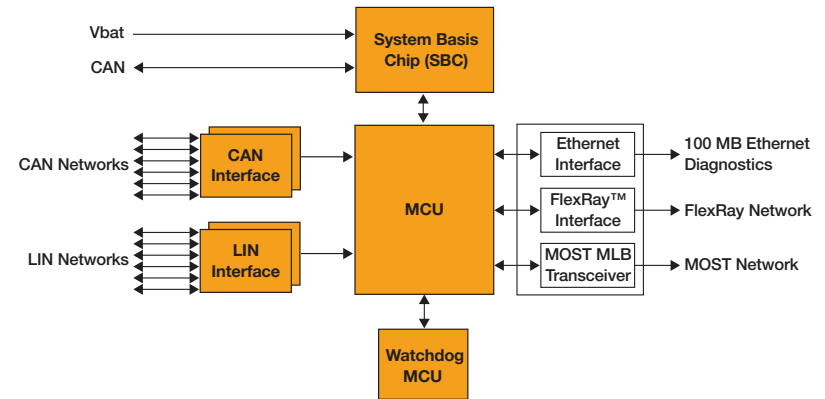 Vbat
CAN
System Basis
Chip (SBC)
CAN Networks
CAN
Interface
LIN Networks
LIN
Interface
MCU
Ethernet
Interface
100 MB Ethernet
Diagnostics
FlexRay™
Interface
FlexRay Network
MOST MLB
Transceiver
MOST Network
Watchdog
MCU